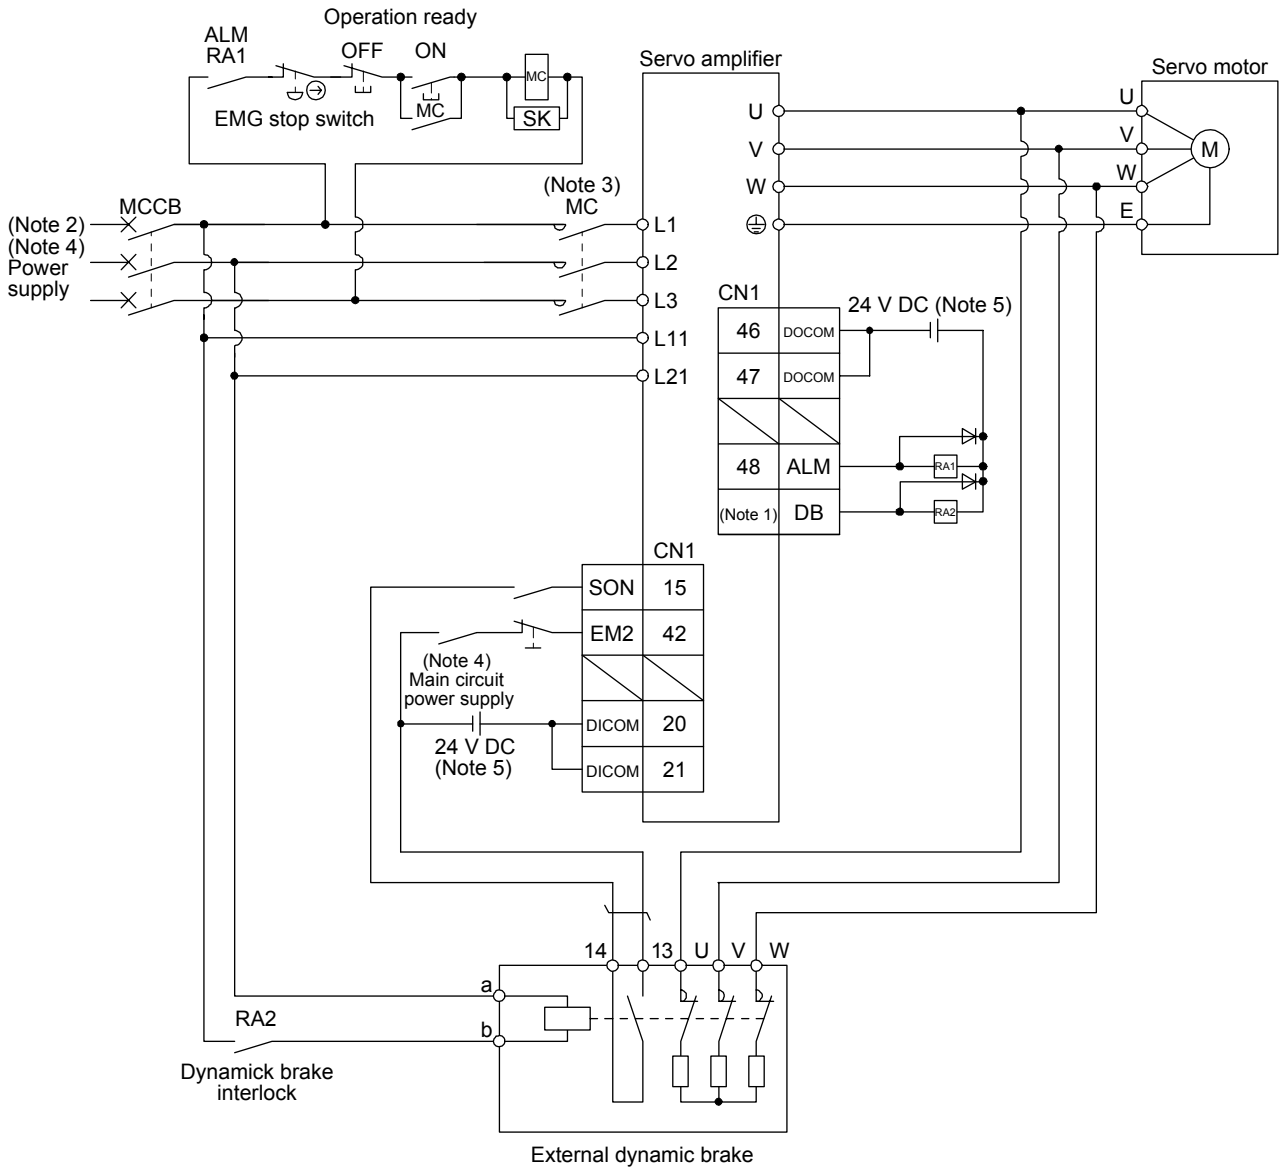 Operation ready
ALM
RA1
OFF
ON
MC
MC
SK
EMG stop switch
Servo amplifier
Servo motor
U
V
W
U
V
W
E
M
(Note 3)
MC
MCCB
(Note 2)
(Note 4)
Power
supply
L1
L2
L3
L11
L21
CN1
24 V DC (Note 5)
46 DOCOM
47 DOCOM
48 ALM
RA1
(Note 1) DB
RA2
CN1
SON 15
EM2 42
(Note 4)
Main circuit
power supply
DICOM 20
24 V DC
(Note 5)
DICOM 21
14 13 U V W
a
b
RA2
Dynamick brake
interlock
External dynamic brake